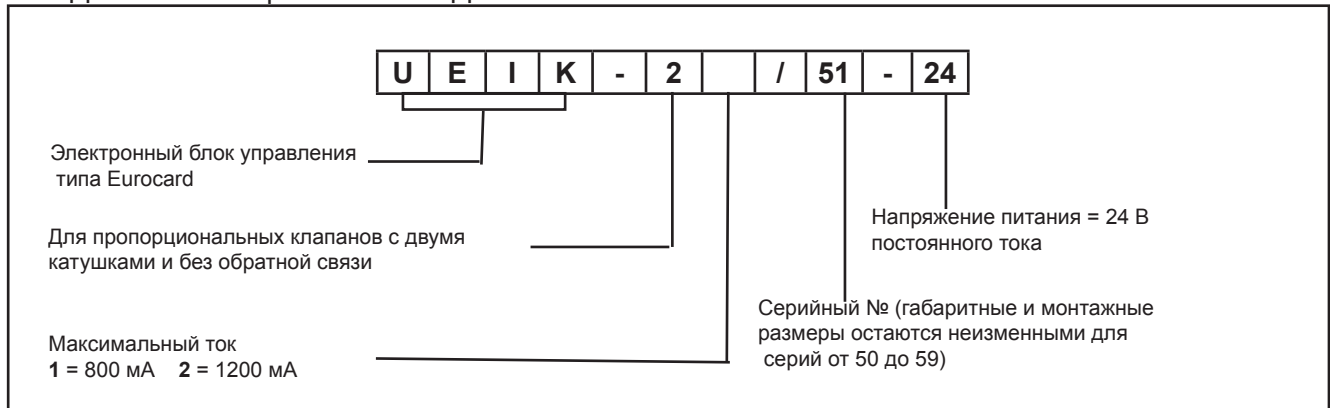 U E I K - 2 / 51 - 24
Электронный блок управления
типа Eurocard
Для пропорциональных клапанов с двумя
катушками и без обратной связи
Максимальный ток
1 = 800 мА 2 = 1200 мА
Напряжение питания = 24 В
постоянного тока
Серийный № (габаритные и монтажные
размеры остаются неизменными для
серий от 50 до 59)